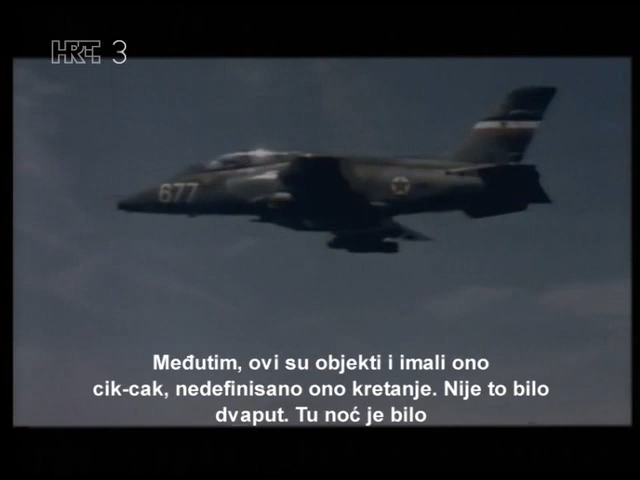 HRT 3
677
Međutim, ovi su objekti i imali ono
cik-cak, nedefinisano ono kretanje. Nije to bilo
dvaput. Tu noć je bilo